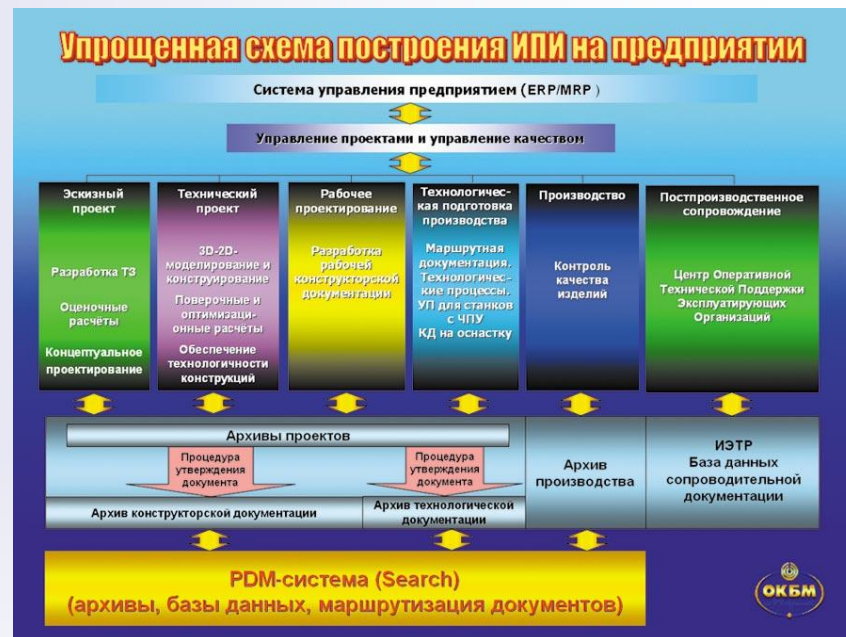 Упрощенная схема построения ИПИ на предприятии
Система управления предприятием (ERP/MRP )
Управление проектами и управление качеством
Эскизный
проект
Разработка ТЗ
Оценочные
расчёты
Концептуальное
проектирование
Технический
проект
3D-2D-
моделирование и
конструирование
Поверочные и
оптимизаци-
онные расчёты
Обеспечение
технологичности
конструкций
Рабочее
проектирование
Разработка
рабочей
конструкторской
документации
Технологичес-
кая подготовка
производства
Маршрутная
документация.
Технологичес-
кие процессы.
УП для станков
с ЧПУ
КД на оснастку
Производство
Контроль
качества
изделий
Постпроизводственное
сопровождение
Центр Оперативной
Технической Поддержки
Эксплуатирующих
Организаций
Архивы проектов
Процедура
утверждения
документа
Процедура
утверждения
документа
Архив конструкторской документации
Архив технологической
документации
Архив
производства
ИЭТР
База данных
сопроводительной
документации
PDM-система (Search)
(архивы, базы данных, маршрутизация документов)
ОКБМ